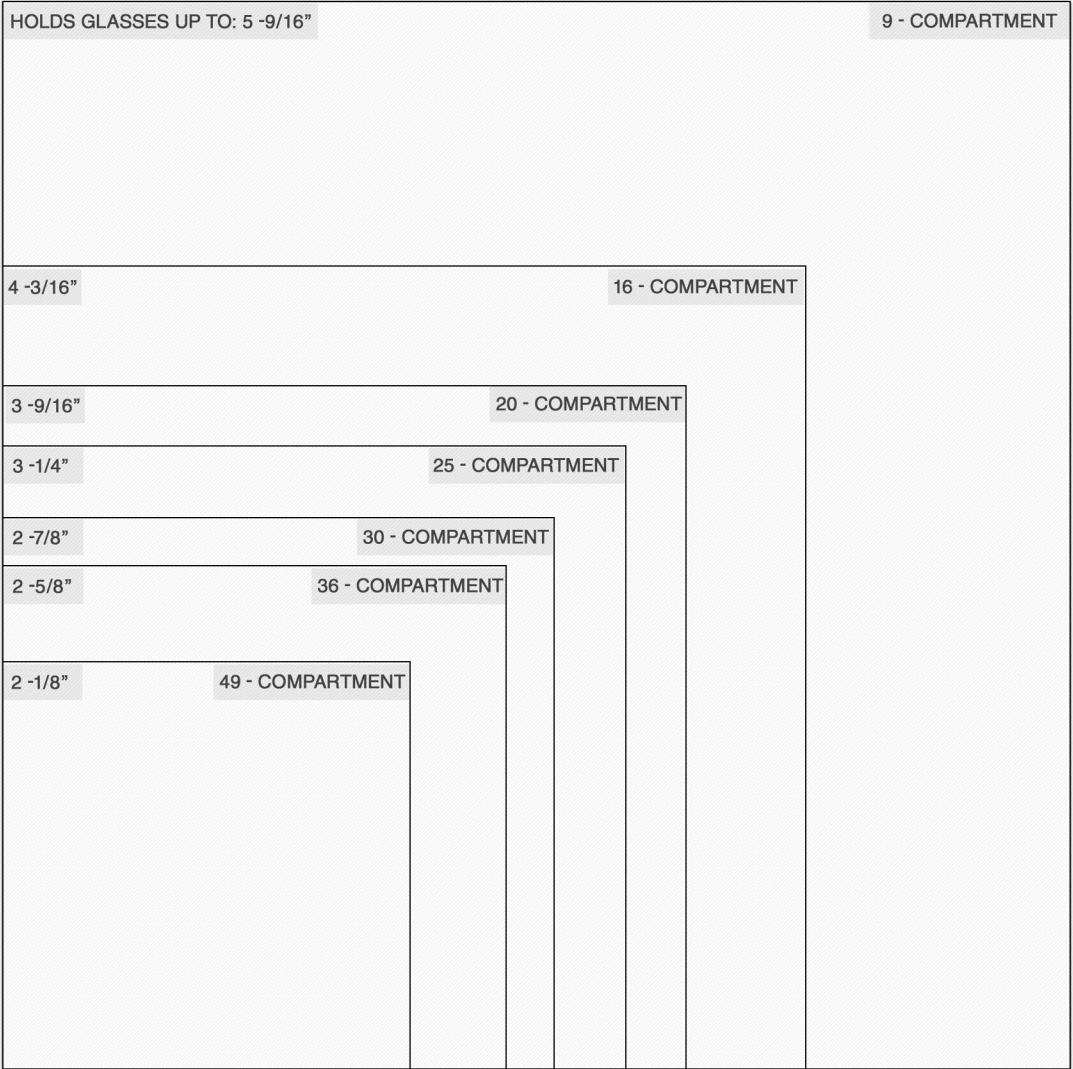 HOLDS GLASSES UP TO: 5 -9/16” 9 - COMPARTMENT
4 -3/16” 16 - COMPARTMENT
3 -9/16” 20 - COMPARTMENT
3 -1/4” 25 - COMPARTMENT
2 -7/8” 30 - COMPARTMENT
2 -5/8” 36 - COMPARTMENT
2 -1/8” 49 - COMPARTMENT